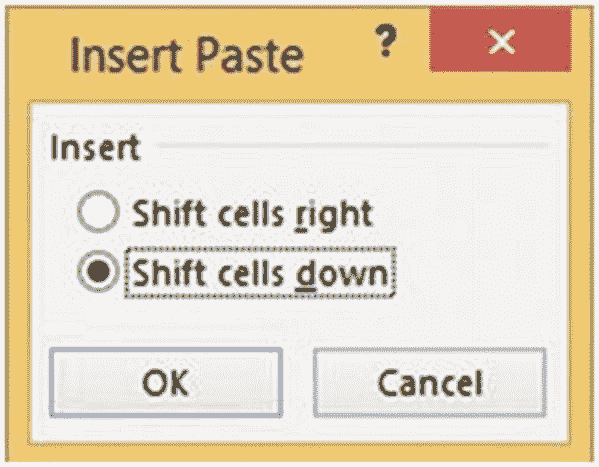 Insert Paste ?
Insert
Shift cells right
Shift cells down
OK Cancel